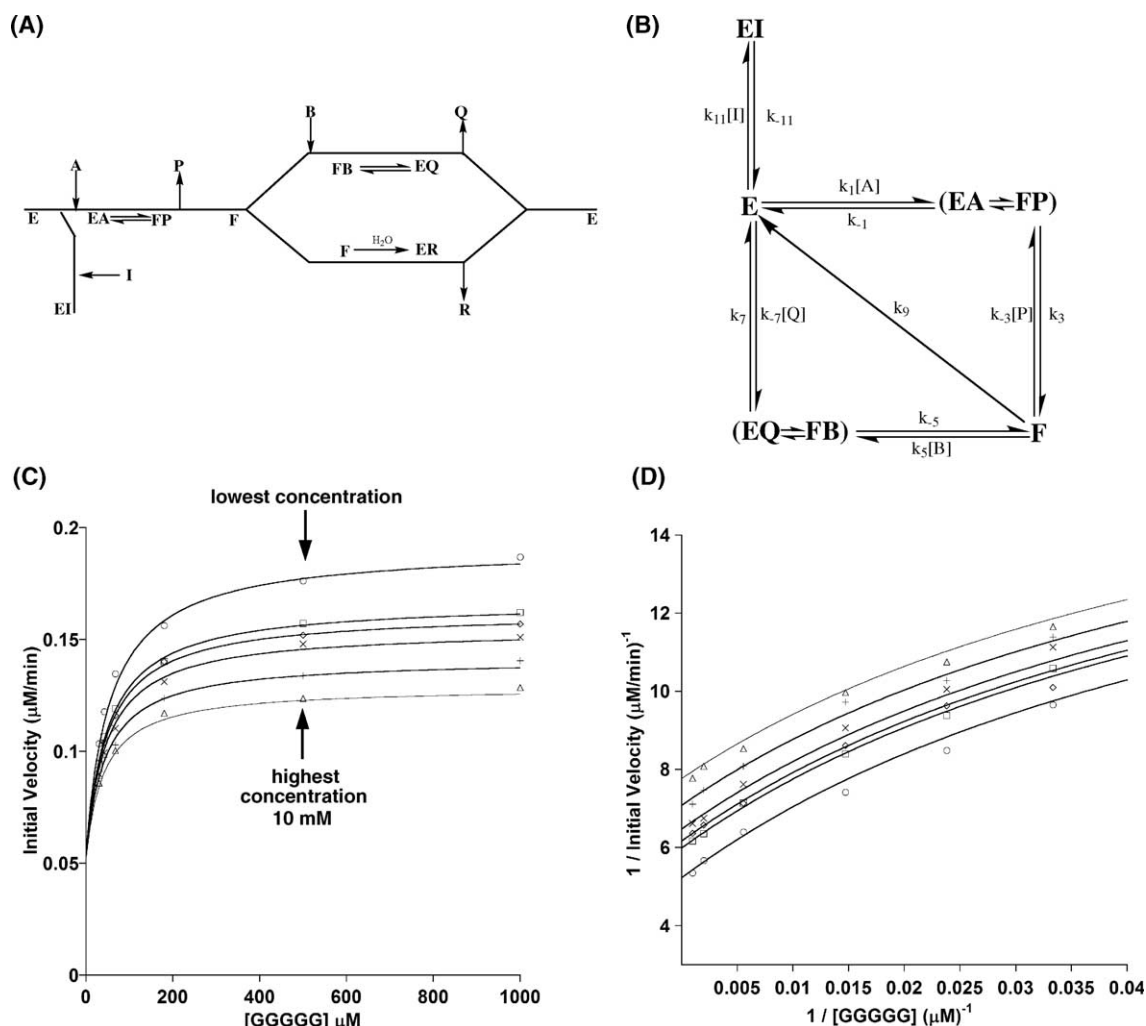 (A)
A
P
B
Q
E
EA ⇌ FP
F
FB ⇌ EQ
F H₂O → ER
E
I
EI
R
(B)
EI
k₁₁[I]
k₋₁₁
E
k₁[A]
k₋₁
(EA ⇌ FP)
k₇
k₋₇[Q]
k₉
k₋₃[P]
k₃
(EQ ⇌ FB)
k₋₅
k₅[B]
F
(C)
lowest concentration
highest
concentration
10 mM
Initial Velocity (μM/min)
0.2
0.15
0.1
0.05
0
0 200 400 600 800 1000
[GGGGG] μM
(D)
1 / Initial Velocity (μM/min)⁻¹
14
12
10
8
6
4
0.005 0.01 0.015 0.02 0.025 0.03 0.035 0.04
1 / [GGGGG] (μM)⁻¹